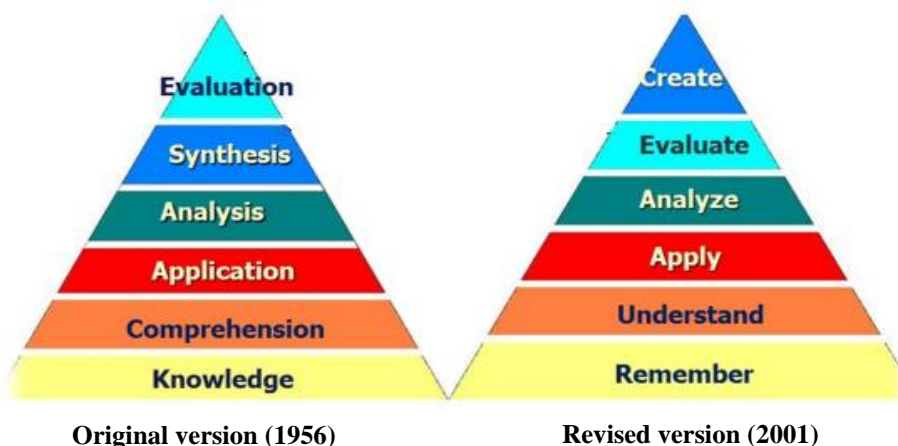 Evaluation
Synthesis
Analysis
Application
Comprehension
Knowledge
Original version (1956)
Create
Evaluate
Analyze
Apply
Understand
Remember
Revised version (2001)